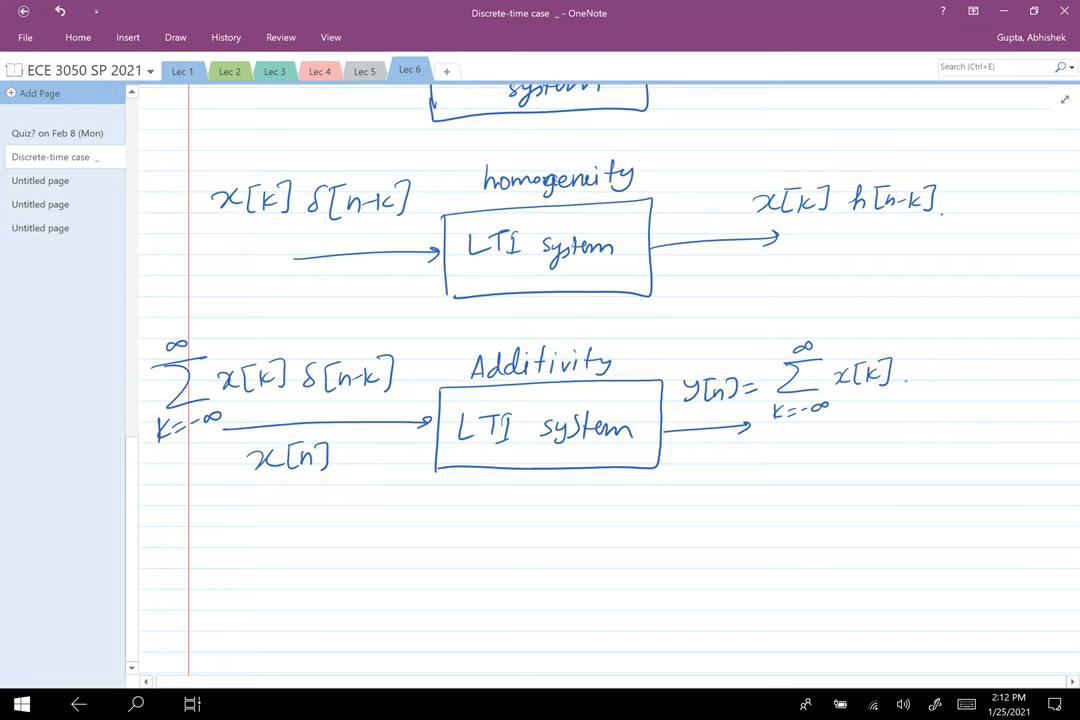 Discrete-time case _ - OneNote
?
File Home Insert Draw History Review View
Gupta, Abhishek
ECE 3050 SP 2021
Lec 1 Lec 2 Lec 3 Lec 4 Lec 5 Lec 6 +
Search (Ctrl+E)
Add Page
Quiz? on Feb 8 (Mon)
Discrete-time case _
Untitled page
Untitled page
Untitled page
system
homogeneity
x[k] δ[n-k]
LTI system
x[k] h[n-k].
Additivity
∞
∑ x[k] δ[n-k]
k=-∞
x[n]
LTI system
∞
y[n]= ∑ x[k] .
k=-∞
2:12 PM
1/25/2021